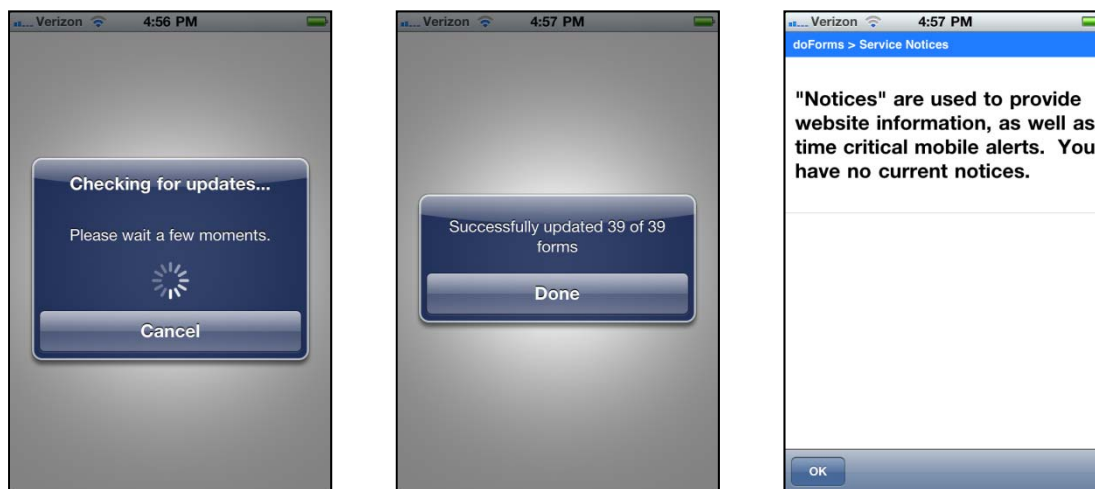 Verizon 4:56 PM
Checking for updates...
Please wait a few moments.
Cancel
Verizon 4:57 PM
Successfully updated 39 of 39
forms
Done
Verizon 4:57 PM
doForms > Service Notices
"Notices" are used to provide
website information, as well as
time critical mobile alerts. You
have no current notices.
OK